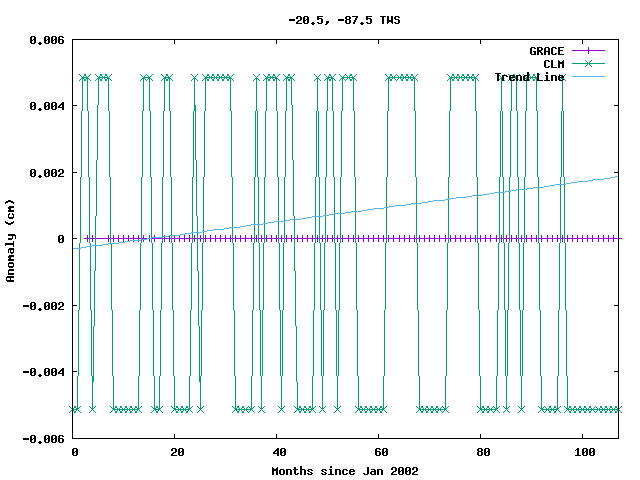 -20.5, -87.5 TWS
0.006
0.004
0.002
0
-0.002
-0.004
-0.006
Anomaly (cm)
GRACE
CLM
Trend Line
0
20
40
60
80
100
Months since Jan 2002